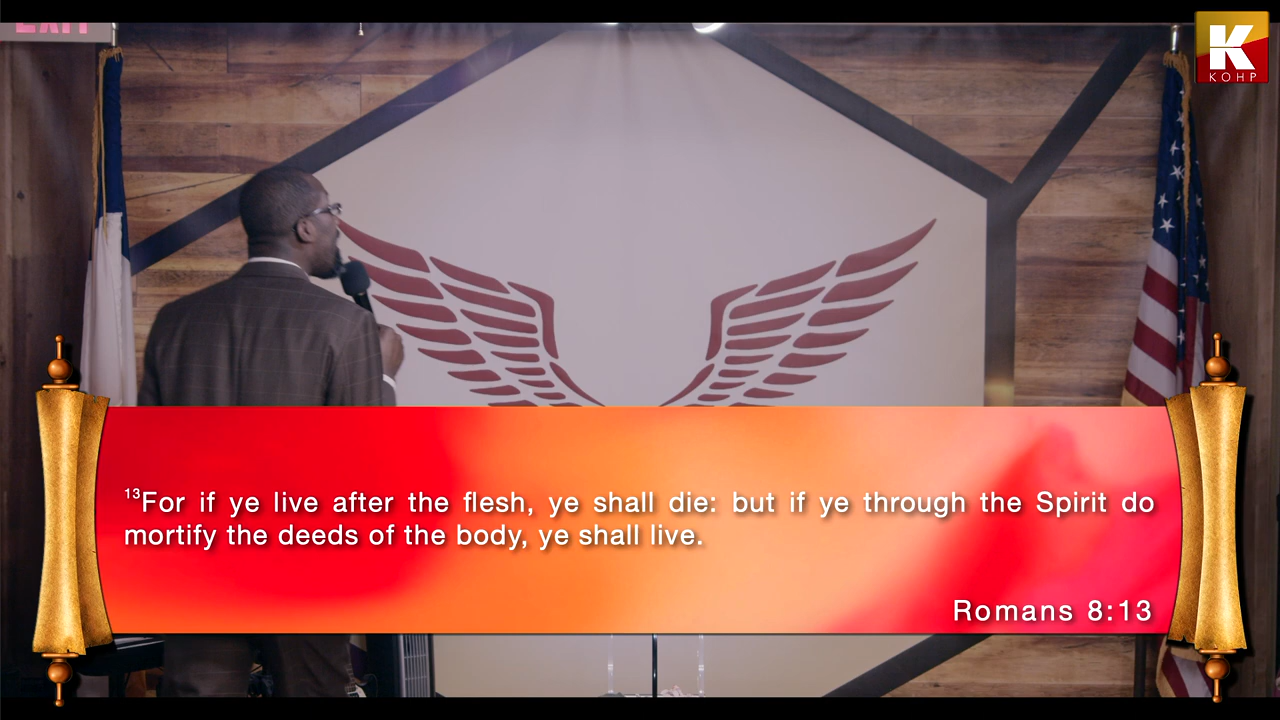 EXIT
K
KOHP
13For if ye live after the flesh, ye shall die: but if ye through the Spirit do
mortify the deeds of the body, ye shall live.
Romans 8:13